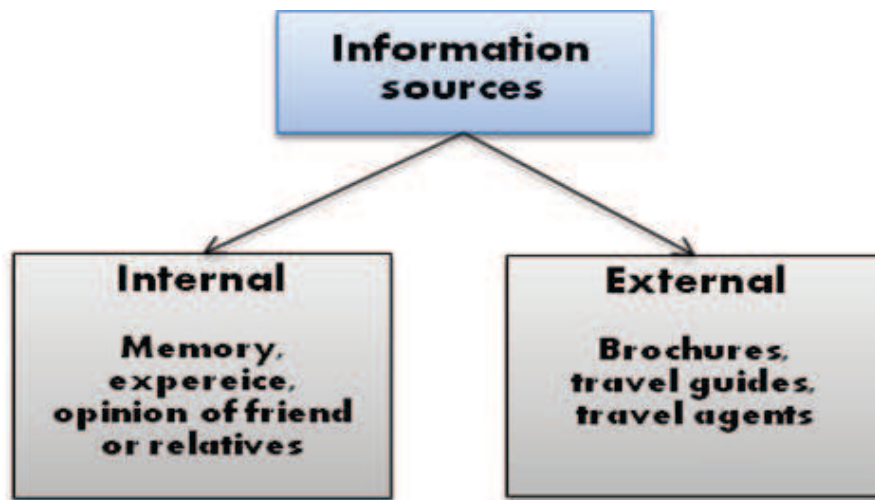 Information
sources
Internal
Memory,
expereice,
opinion of friend
or relatives
External
Brochures,
travel guides,
travel agents